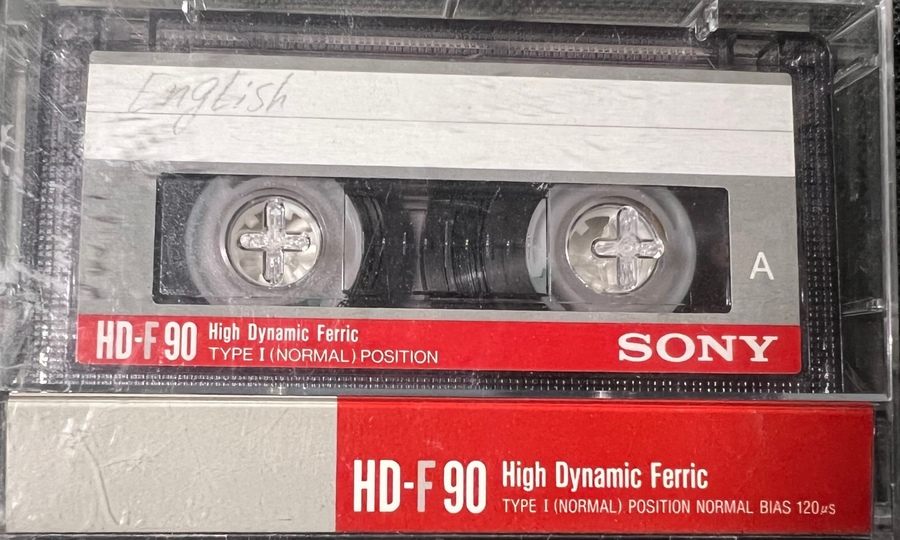 English
A
HD-F 90 High Dynamic Ferric
TYPE I (NORMAL) POSITION
SONY
HD-F 90 High Dynamic Ferric
TYPE I (NORMAL) POSITION NORMAL BIAS 120µs